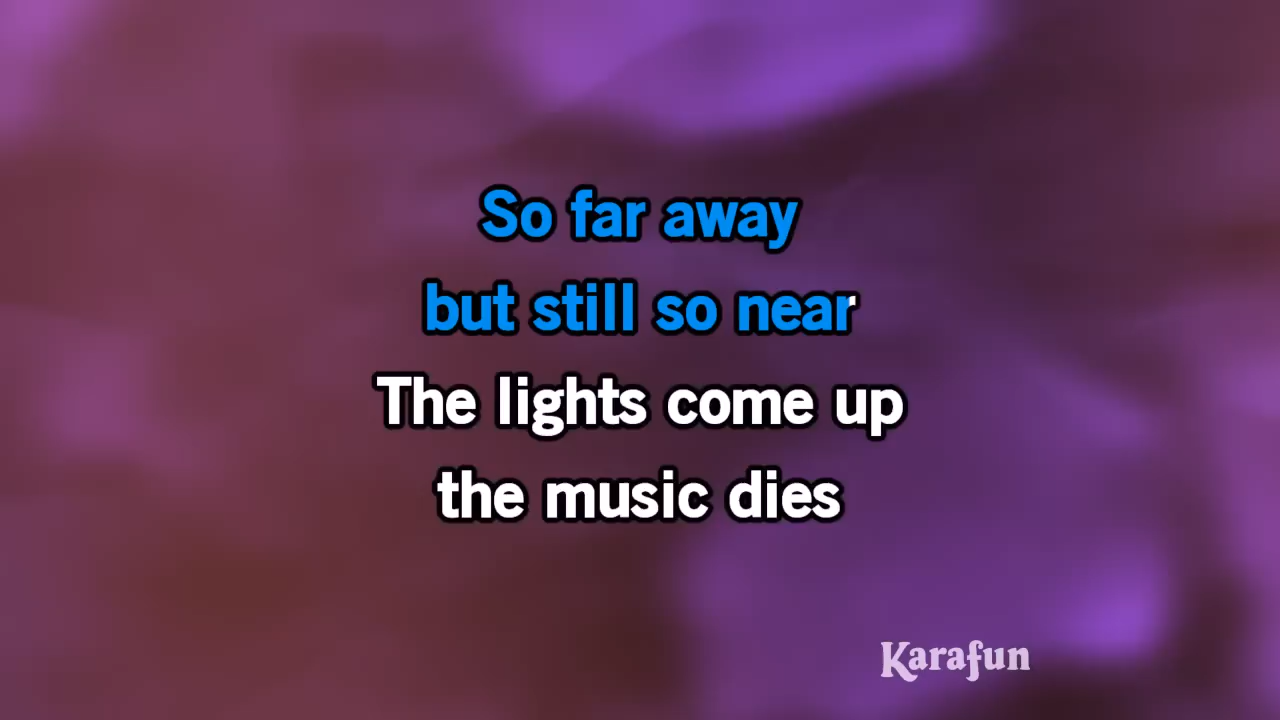 So far away
but still so near
The lights come up
the music dies
Karafun